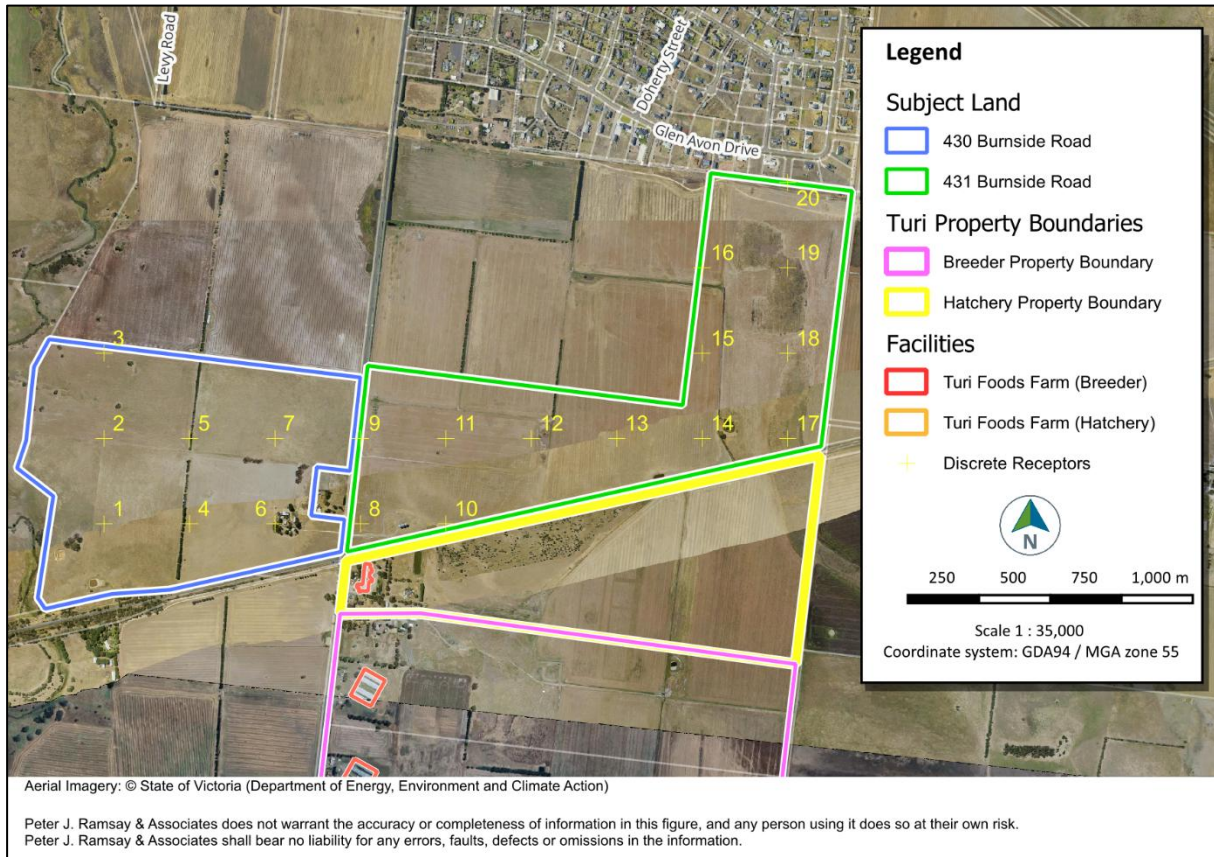 Levy Road
Doherty Street
Glen Avon Drive
20
16
19
3
15
18
2
5
7
9
11
12
13
14
17
1
4
6
8
10
Legend
Subject Land
430 Burnside Road
431 Burnside Road
Turi Property Boundaries
Breeder Property Boundary
Hatchery Property Boundary
Facilities
Turi Foods Farm (Breeder)
Turi Foods Farm (Hatchery)
Discrete Receptors
N
250 500 750 1,000 m
Scale 1 : 35,000
Coordinate system: GDA94 / MGA zone 55
Aerial Imagery: © State of Victoria (Department of Energy, Environment and Climate Action)
Peter J. Ramsay & Associates does not warrant the accuracy or completeness of information in this figure, and any person using it does so at their own risk.
Peter J. Ramsay & Associates shall bear no liability for any errors, faults, defects or omissions in the information.